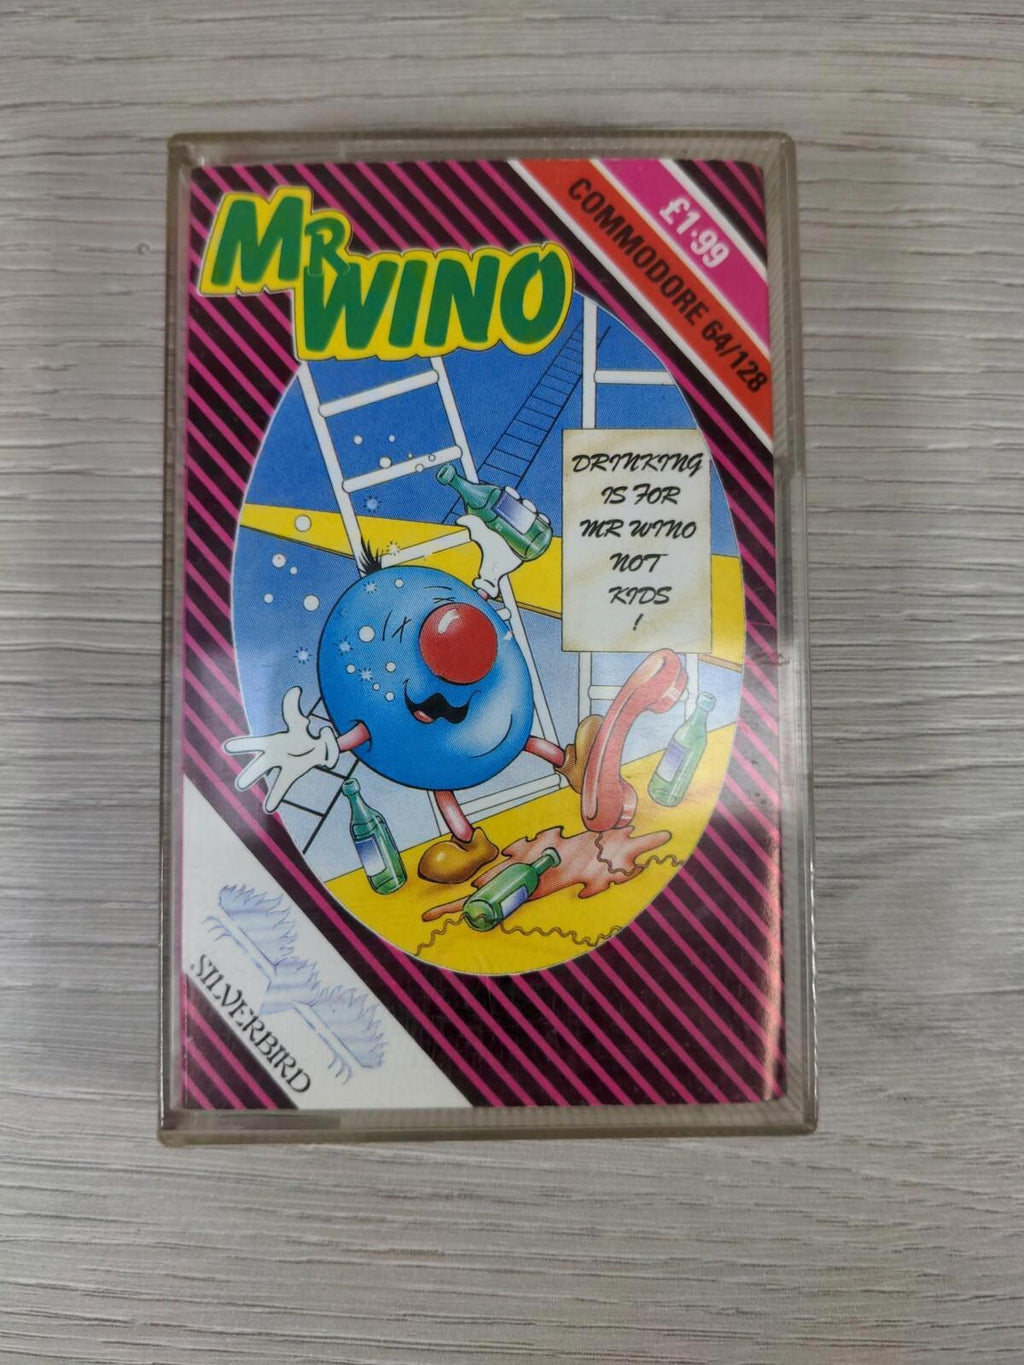 MR
WINO
£1.99
COMMODORE 64/128
DRINKING
IS FOR
MR WINO
NOT
KIDS
!
SILVERBIRD